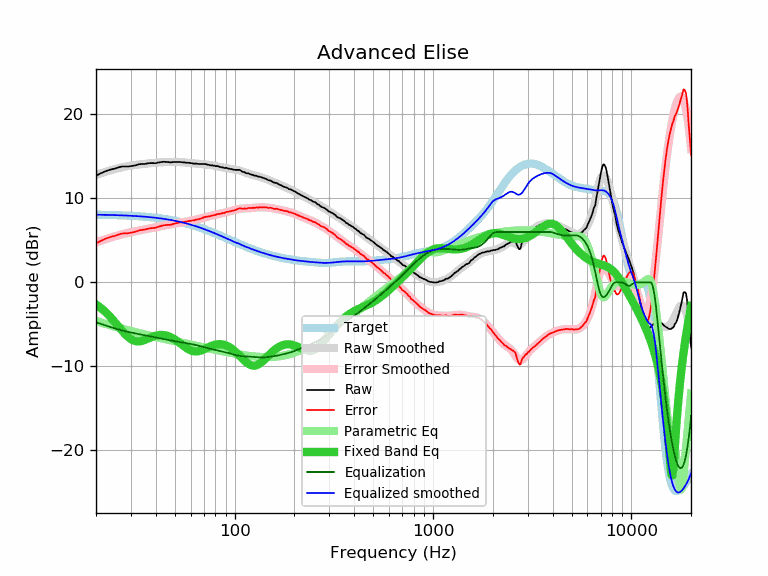 Advanced Elise
Amplitude (dBr)
20
10
0
−10
−20
Target
Raw Smoothed
Error Smoothed
Raw
Error
Parametric Eq
Fixed Band Eq
Equalization
Equalized smoothed
100
1000
10000
Frequency (Hz)